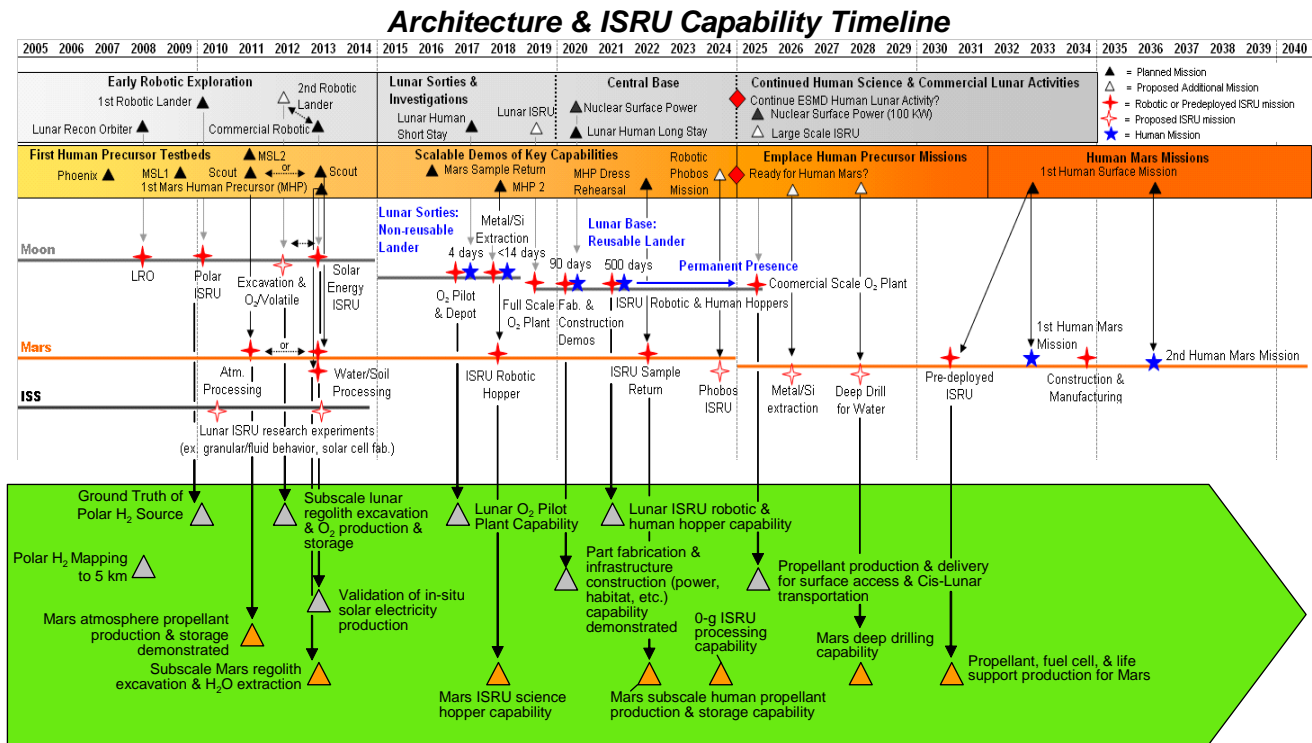 Architecture & ISRU Capability Timeline
2005 2006 2007 2008 2009 2010 2011 2012 2013 2014 2015 2016 2017 2018 2019 2020 2021 2022 2023 2024 2025 2026 2027 2028 2029 2030 2031 2032 2033 2034 2035 2036 2037 2038 2039 2040
Early Robotic Exploration
1st Robotic Lander
2nd Robotic
Lander
Lunar Recon Orbiter
Commercial Robotic
Lunar Sorties &
Investigations
Lunar Human
Short Stay
Lunar ISRU
Central Base
Nuclear Surface Power
Lunar Human Long Stay
Continued Human Science & Commercial Lunar Activities
Continue ESMD Human Lunar Activity?
Nuclear Surface Power (100 KW)
Large Scale ISRU
= Planned Mission
= Proposed Additional Mission
= Robotic or Predeployed ISRU mission
= Proposed ISRU mission
= Human Mission
First Human Precursor Testbeds
Phoenix
MSL1
MSL2
Scout
or
Scout
1st Mars Human Precursor (MHP)
Scalable Demos of Key Capabilities
Mars Sample Return
MHP 2
MHP Dress
Rehearsal
Robotic
Phobos
Mission
Emplace Human Precursor Missions
Ready for Human Mars?
Human Mars Missions
1st Human Surface Mission
Moon
LRO
Polar
ISRU
Excavation &
O2/Volatile
Solar
Energy
ISRU
Lunar Sorties:
Non-reusable
Lander
Metal/Si
Extraction
4 days
<14 days
O2 Pilot
& Depot
Full Scale
O2 Plant
Lunar Base:
Reusable Lander
90 days
500 days
Permanent Presence
Fab. &
Construction
Demos
ISRU Robotic & Human Hoppers
Coomercial Scale O2 Plant
Mars
or
Atm.
Processing
Water/Soil
Processing
ISRU Robotic
Hopper
ISRU Sample
Return
Phobos
ISRU
Metal/Si
extraction
Deep Drill
for Water
Pre-deployed
ISRU
1st Human Mars
Mission
Construction &
Manufacturing
2nd Human Mars Mission
ISS
Lunar ISRU research experiments
(ex. granular/fluid behavior, solar cell fab.)
Ground Truth of
Polar H2 Source
Polar H2 Mapping
to 5 km
Mars atmosphere propellant
production & storage
demonstrated
Subscale Mars regolith
excavation & H2O extraction
Subscale lunar
regolith excavation
& O2 production &
storage
Validation of in-situ
solar electricity
production
Lunar O2 Pilot
Plant Capability
Mars ISRU science
hopper capability
Part fabrication &
infrastructure
construction (power,
habitat, etc.)
capability
demonstrated
Lunar ISRU robotic &
human hopper capability
Mars subscale human propellant
production & storage capability
0-g ISRU
processing
capability
Propellant production & delivery
for surface access & Cis-Lunar
transportation
Mars deep drilling
capability
Propellant, fuel cell, & life
support production for Mars